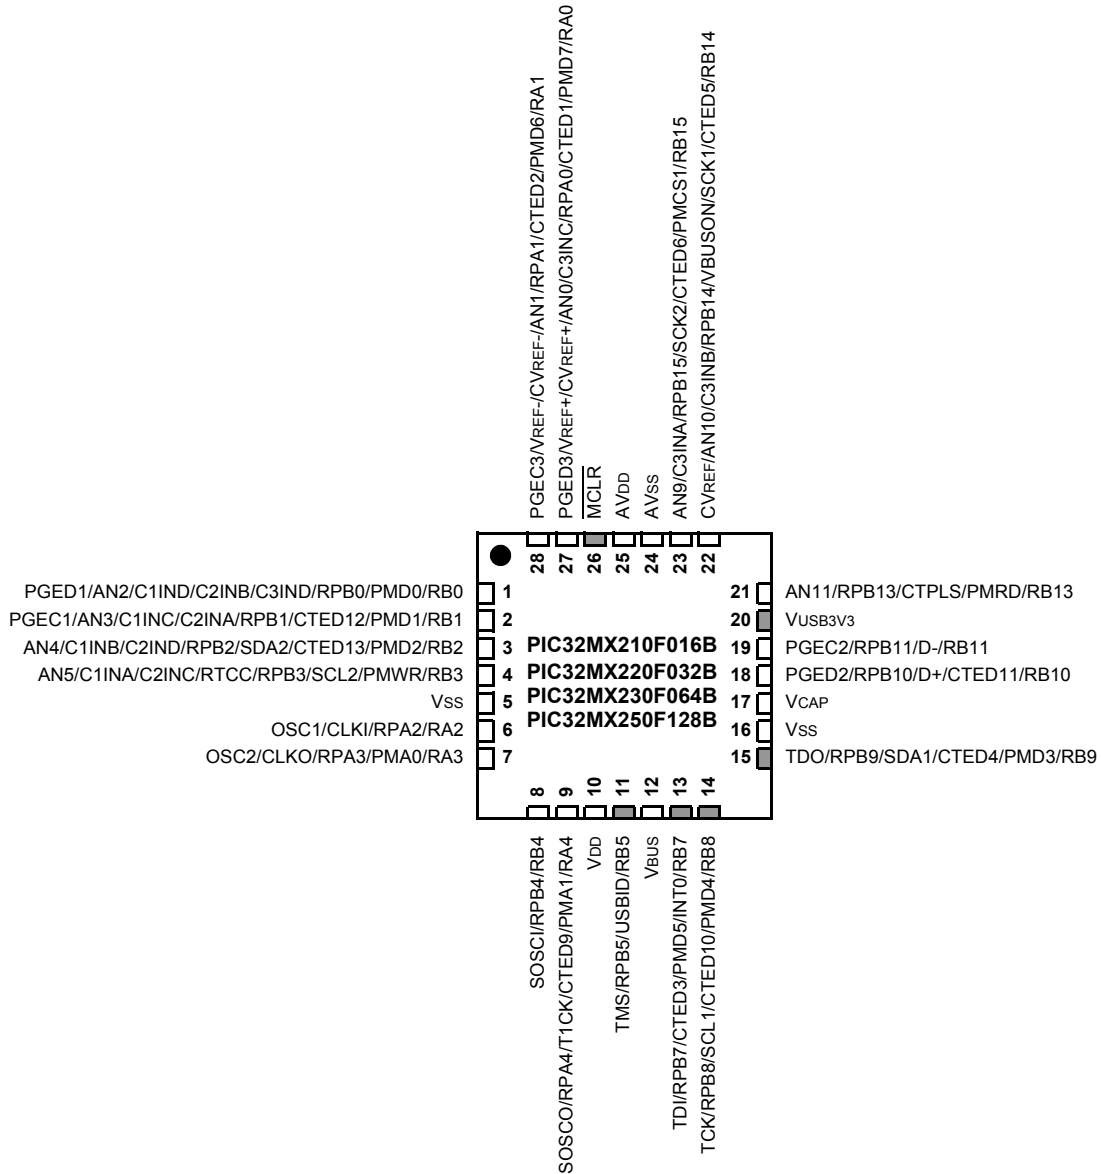 PGEC3/VREF-/CVREF-/AN1/RPA1/CTED2/PMD6/RA1
PGED3/VREF+/CVREF+/AN0/C3INC/RPA0/CTED1/PMD7/RA0
MCLR
AVDD
AVSS
AN9/C3INA/RPB15/SCK2/CTED6/PMCS1/RB15
CVREF/AN10/C3INB/RPB14/VBUSON/SCK1/CTED5/RB14
28
27
26
25
24
23
22
PGED1/AN2/C1IND/C2INB/C3IND/RPB0/PMD0/RB0 1
PGEC1/AN3/C1INC/C2INA/RPB1/CTED12/PMD1/RB1 2
AN4/C1INB/C2IND/RPB2/SDA2/CTED13/PMD2/RB2 3
AN5/C1INA/C2INC/RTCC/RPB3/SCL2/PMWR/RB3 4
VSS 5
OSC1/CLKI/RPA2/RA2 6
OSC2/CLKO/RPA3/PMA0/RA3 7
PIC32MX210F016B
PIC32MX220F032B
PIC32MX230F064B
PIC32MX250F128B
21 AN11/RPB13/CTPLS/PMRD/RB13
20 VUSB3V3
19 PGEC2/RPB11/D-/RB11
18 PGED2/RPB10/D+/CTED11/RB10
17 VCAP
16 VSS
15 TDO/RPB9/SDA1/CTED4/PMD3/RB9
8
9
10
11
12
13
14
SOSCI/RPB4/RB4
SOSCO/RPA4/T1CK/CTED9/PMA1/RA4
VDD
TMS/RPB5/USBID/RB5
VBUS
TDI/RPB7/CTED3/PMD5/INT0/RB7
TCK/RPB8/SCL1/CTED10/PMD4/RB8